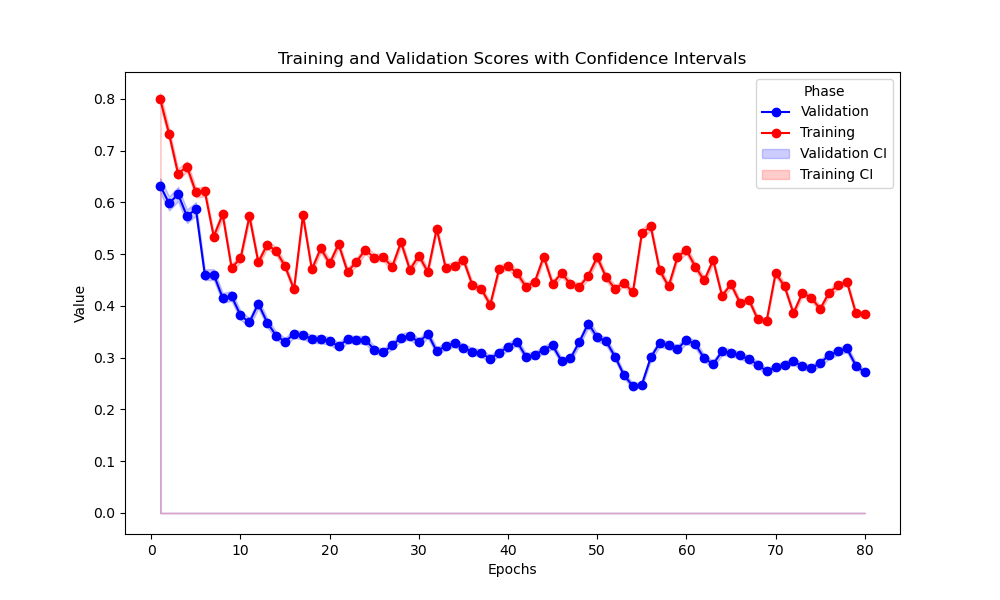 Training and Validation Scores with Confidence Intervals
Phase
Validation
Training
Validation CI
Training CI
Value
0.8
0.7
0.6
0.5
0.4
0.3
0.2
0.1
0.0
0 10 20 30 40 50 60 70 80
Epochs